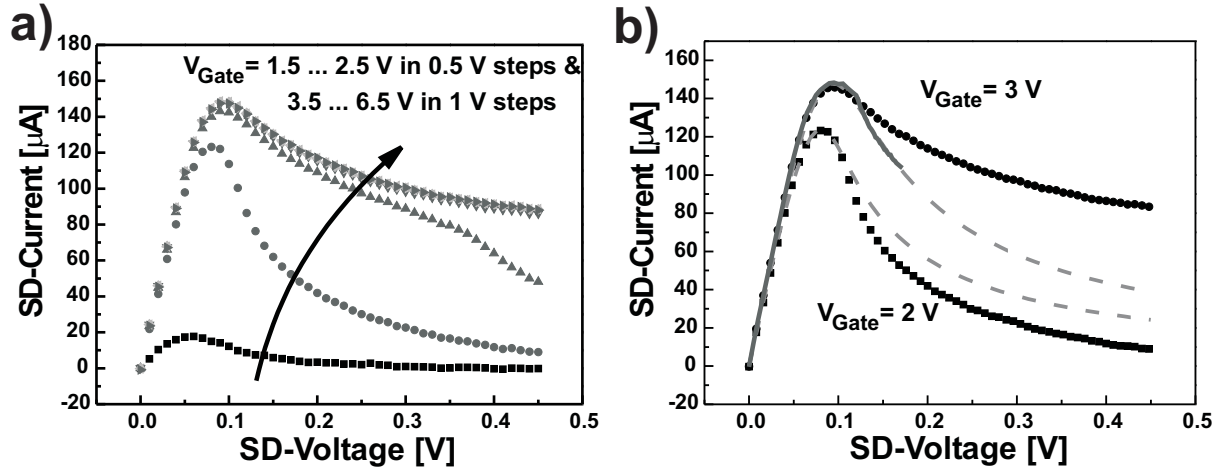 a)
180
160
140
120
100
80
60
40
20
0
-20
SD-Current [µA]
V_Gate = 1.5 ... 2.5 V in 0.5 V steps &
3.5 ... 6.5 V in 1 V steps
0.0 0.1 0.2 0.3 0.4 0.5
SD-Voltage [V]
b)
160
140
120
100
80
60
40
20
0
-20
SD-Current [µA]
V_Gate = 3 V
V_Gate = 2 V
0.0 0.1 0.2 0.3 0.4 0.5
SD-Voltage [V]